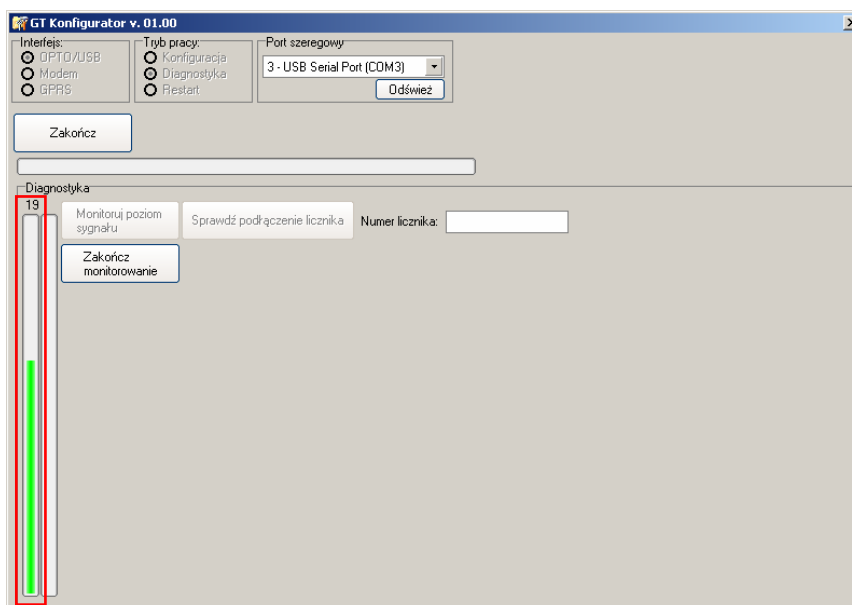 GT Konfigurator v. 01.00
Interfejs:
OPTO/USB
Modem
GPRS
Tryb pracy:
Konfiguracja
Diagnostyka
Restart
Port szeregowy
3 - USB Serial Port (COM3)
Odśwież
Zakończ
Diagnostyka
19
Monitoruj poziom
sygnału
Sprawdź podłączenie licznika
Numer licznika:
Zakończ
monitorowanie